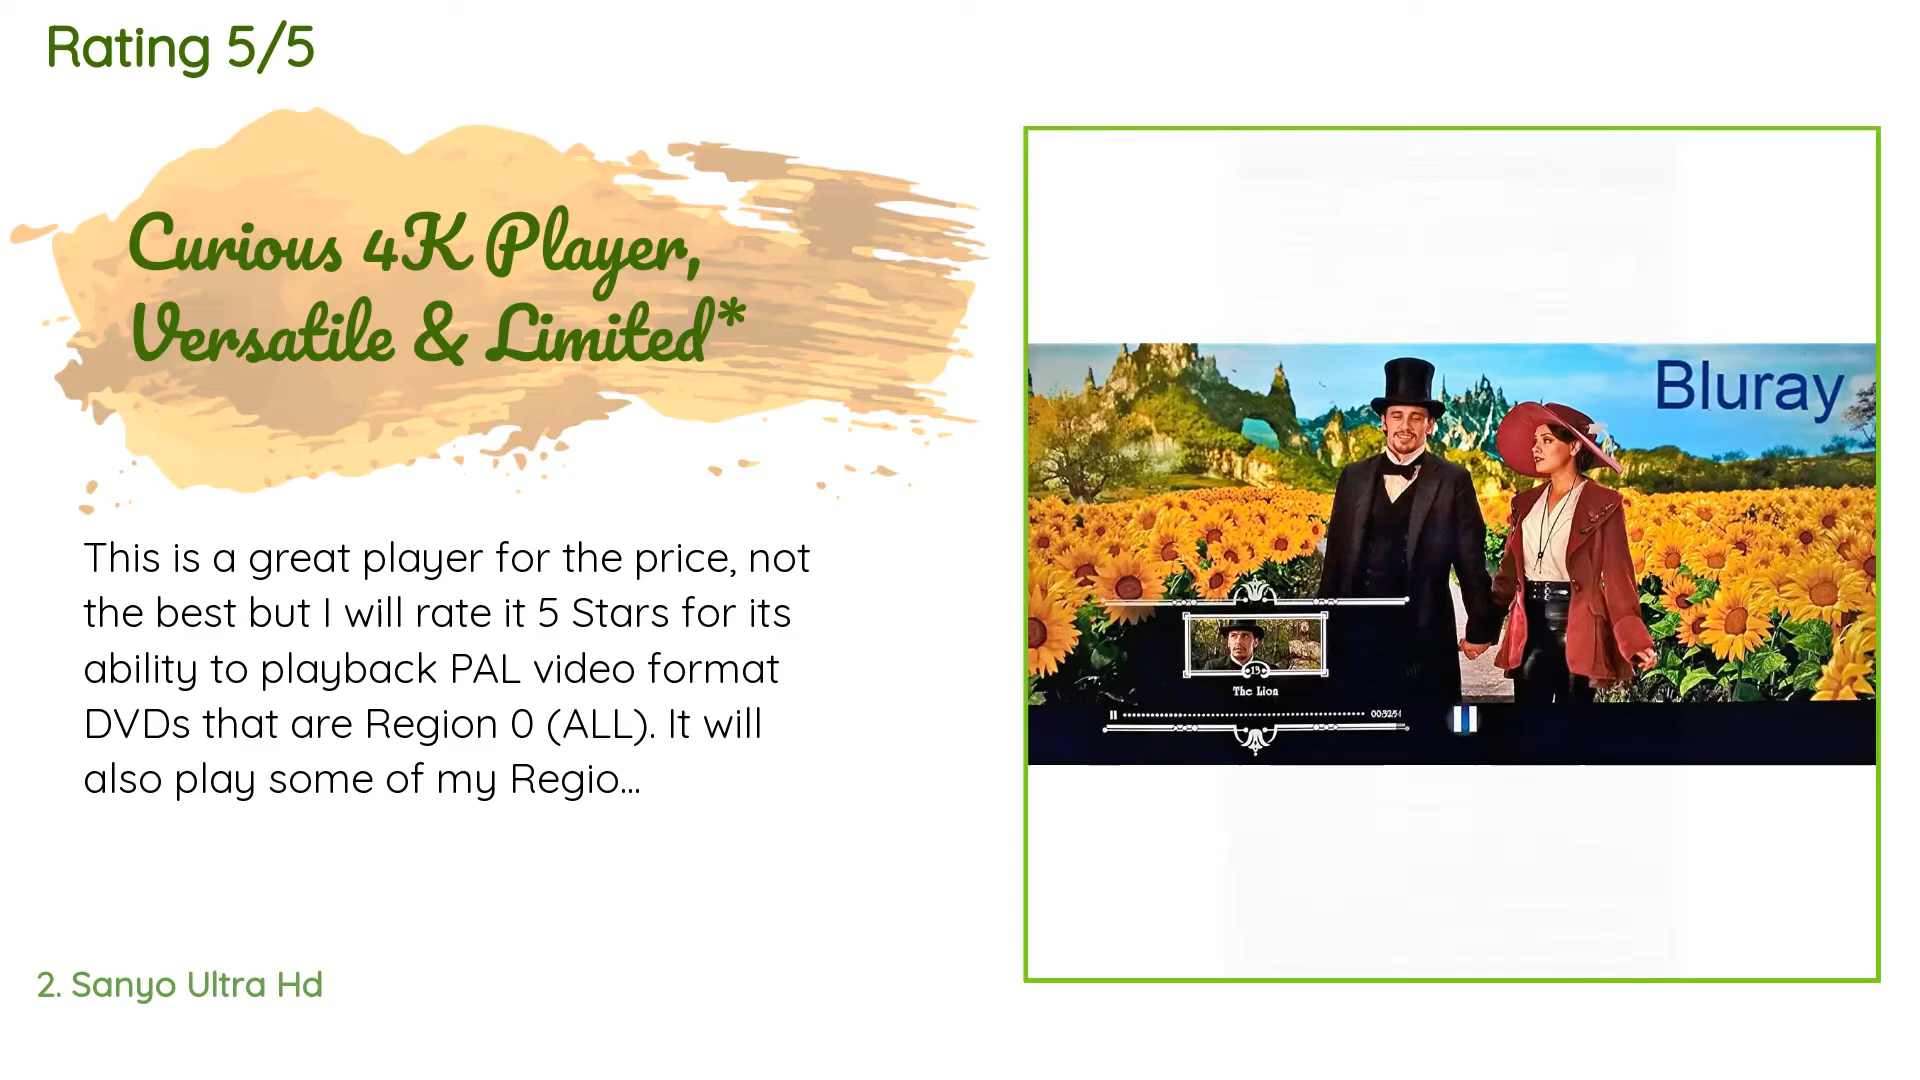 Rating 5/5
Curious 4K Player,
Versatile & Limited*
This is a great player for the price, not
the best but I will rate it 5 Stars for its
ability to playback PAL video format
DVDs that are Region 0 (ALL). It will
also play some of my Regio...
2. Sanyo Ultra Hd
Bluray
13
The Lion